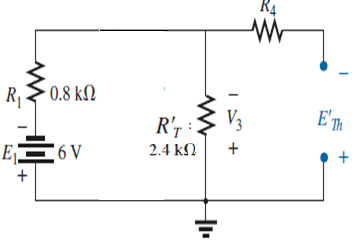 R4
R1 0.8 kΩ
−
E1 6 V
+
R'T :
2.4 kΩ
−
V3
+
−
E'Th
+